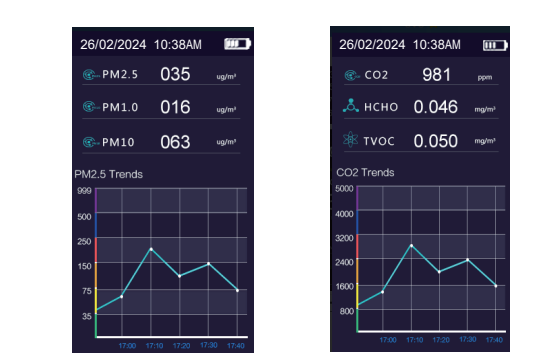 26/02/2024 10:38AM
PM2.5 035 ug/m³
PM1.0 016 ug/m³
PM10 063 ug/m³
PM2.5 Trends
999
500
250
150
75
35
17:00 17:10 17:20 17:30 17:40
26/02/2024 10:38AM
CO2 981 ppm
HCHO 0.046 mg/m³
TVOC 0.050 mg/m³
CO2 Trends
5000
4000
3200
2400
1600
800
17:00 17:10 17:20 17:30 17:40